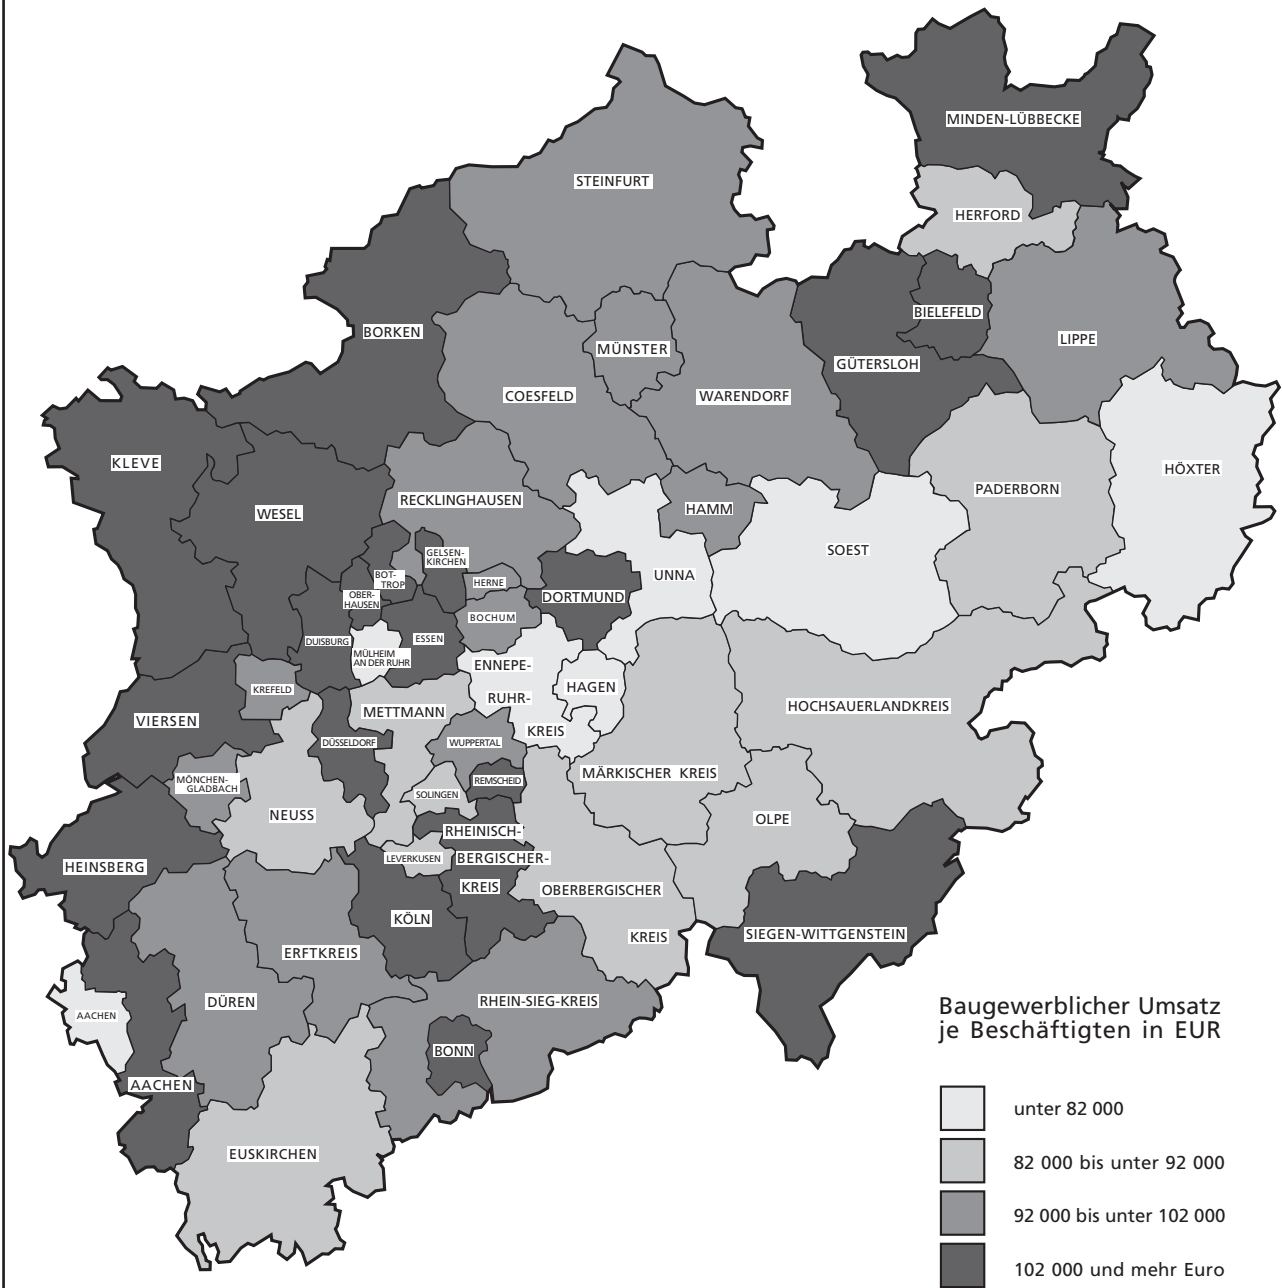 MINDEN-LÜBBECKE
STEINFURT
HERFORD
BIELEFELD
BORKEN
LIPPE
MÜNSTER
GÜTERSLOH
COESFELD
WARENDORF
KLEVE
HÖXTER
PADERBORN
RECKLINGHAUSEN
WESEL
HAMM
SOEST
GELSEN-
KIRCHEN
BOT-
TROP
UNNA
HERNE
OBER-
HAUSEN
DORTMUND
BOCHUM
DUISBURG
ESSEN
MÜLHEIM
AN DER RUHR
ENNEPE-
RUHR-
KREIS
HAGEN
KREFELD
HOCHSAUERLANDKREIS
METTMANN
VIERSEN
DÜSSELDORF
WUPPERTAL
MÄRKISCHER KREIS
REMSCHEID
MÖNCHEN-
GLADBACH
SOLINGEN
NEUSS
OLPE
RHEINISCH-
BERGISCHER-
KREIS
LEVERKUSEN
HEINSBERG
OBERBERGISCHER
KREIS
KÖLN
SIEGEN-WITTGENSTEIN
ERFTKREIS
DÜREN
RHEIN-SIEG-KREIS
AACHEN
BONN
AACHEN
EUSKIRCHEN
Baugewerblicher Umsatz
je Beschäftigten in EUR
unter 82 000
82 000 bis unter 92 000
92 000 bis unter 102 000
102 000 und mehr Euro